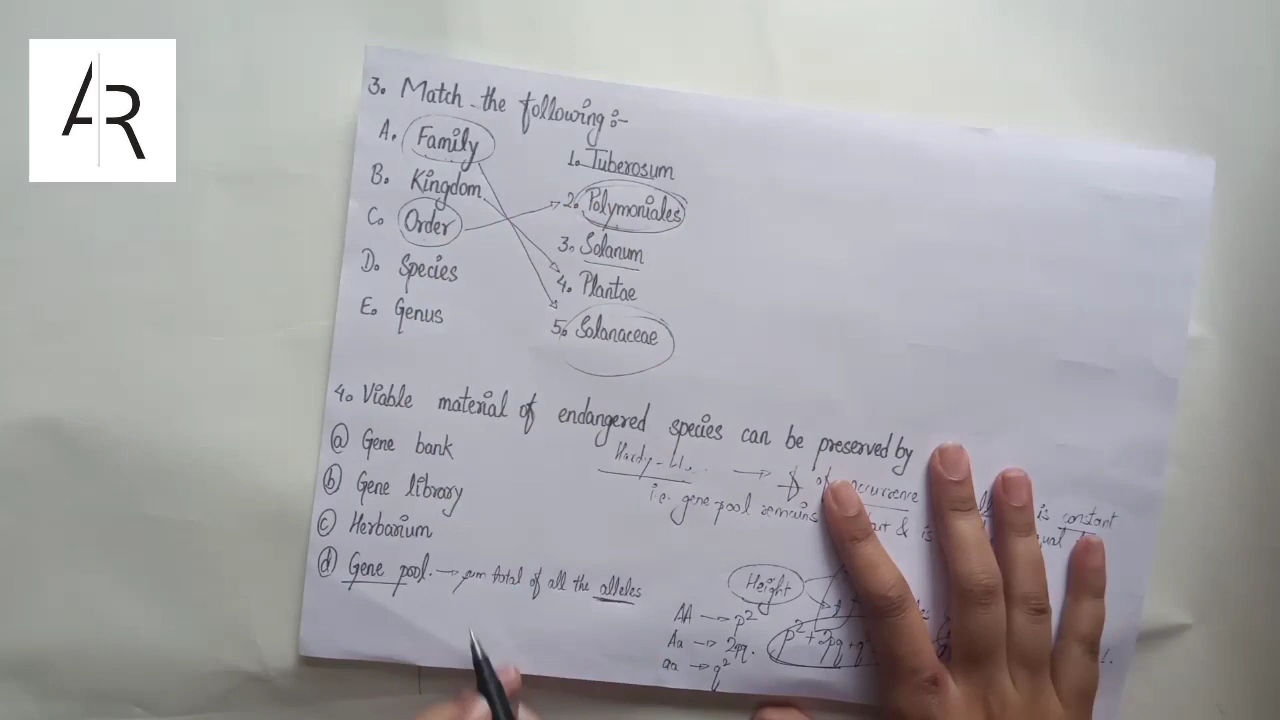 AR
3. Match the following :-
A. Family
B. Kingdom
C. Order
D. Species
E. Genus
1. Tuberosum
2. Polymoniales
3. Solanum
4. Plantae
5. Solanaceae
4. Viable material of endangered species can be preserved by
(a) Gene bank
(b) Gene library
(c) Herbarium
(d) Gene pool. → sum total of all the alleles
Hardy - → of occurrence is constant
i.e. gene pool remains & is
Height
AA → p²
Aa → 2pq.
aa → q²
p² + 2pq + q